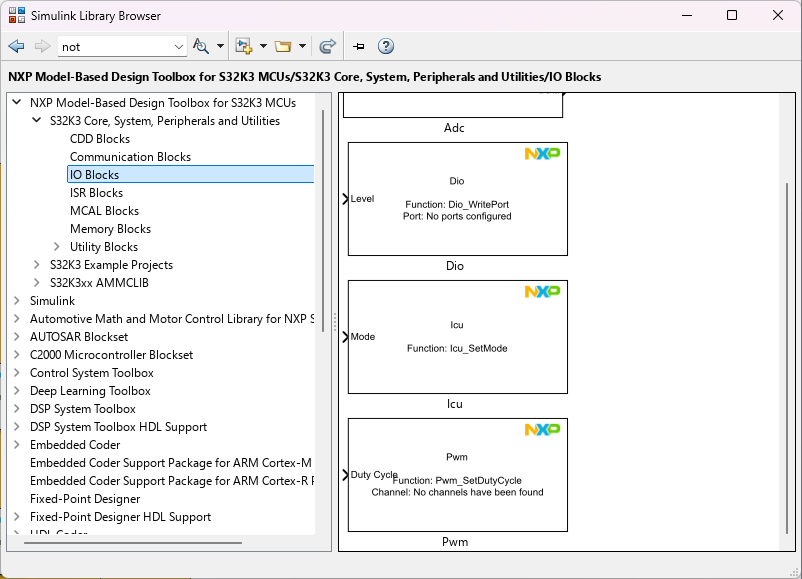 Simulink Library Browser
not
NXP Model-Based Design Toolbox for S32K3 MCUs/S32K3 Core, System, Peripherals and Utilities/IO Blocks
NXP Model-Based Design Toolbox for S32K3 MCUs
S32K3 Core, System, Peripherals and Utilities
CDD Blocks
Communication Blocks
IO Blocks
ISR Blocks
MCAL Blocks
Memory Blocks
Utility Blocks
S32K3 Example Projects
S32K3xx AMMCLIB
Simulink
Automotive Math and Motor Control Library for NXP S
AUTOSAR Blockset
C2000 Microcontroller Blockset
Control System Toolbox
Deep Learning Toolbox
DSP System Toolbox
DSP System Toolbox HDL Support
Embedded Coder
Embedded Coder Support Package for ARM Cortex-M
Embedded Coder Support Package for ARM Cortex-R
Fixed-Point Designer
Fixed-Point Designer HDL Support
HDL Coder
Adc
NXP
Dio
Level
Function: Dio_WritePort
Port: No ports configured
Dio
NXP
Icu
Mode
Function: Icu_SetMode
Icu
NXP
Pwm
Duty Cycle
Function: Pwm_SetDutyCycle
Channel: No channels have been found
Pwm